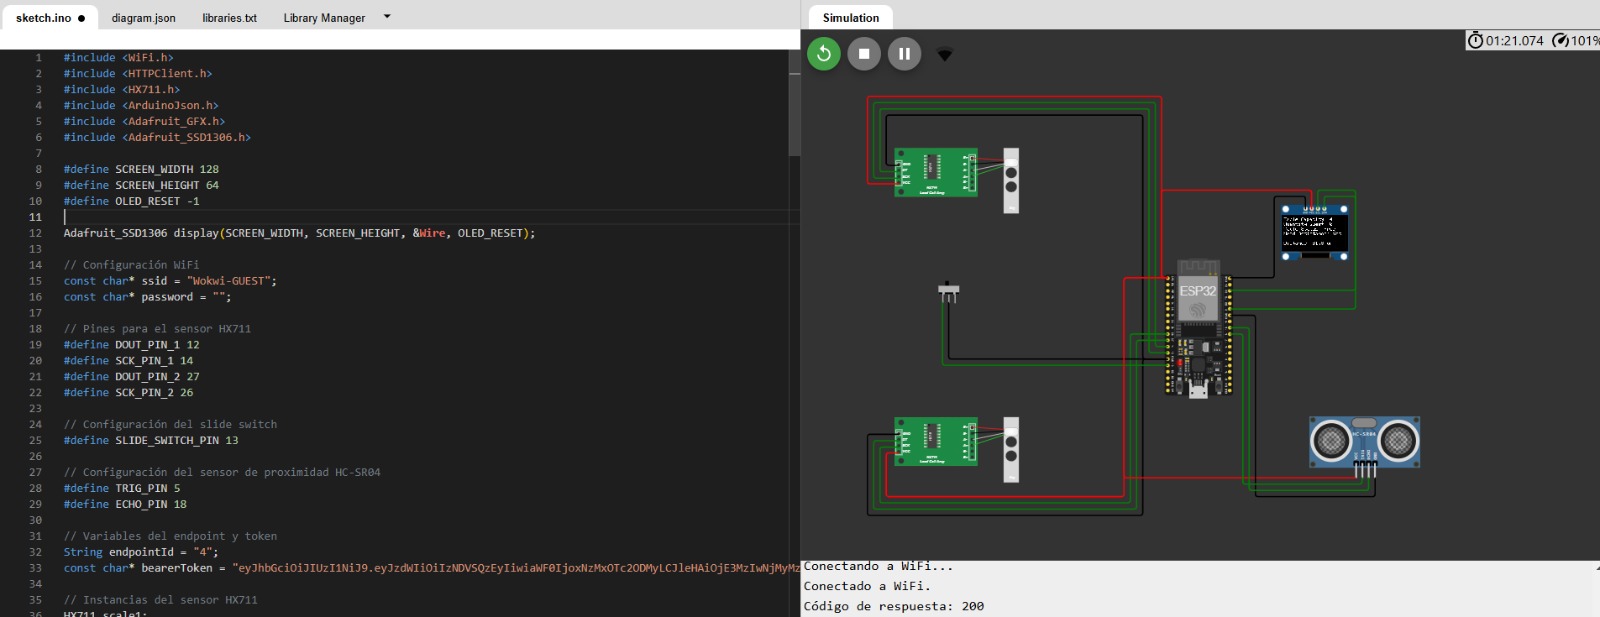 sketch.ino ●
diagram.json
libraries.txt
Library Manager
Simulation
01:21.074
101%
1 #include <WiFi.h>
2 #include <HTTPClient.h>
3 #include <HX711.h>
4 #include <ArduinoJson.h>
5 #include <Adafruit_GFX.h>
6 #include <Adafruit_SSD1306.h>
7
8 #define SCREEN_WIDTH 128
9 #define SCREEN_HEIGHT 64
10 #define OLED_RESET -1
11
12 Adafruit_SSD1306 display(SCREEN_WIDTH, SCREEN_HEIGHT, &Wire, OLED_RESET);
13
14 // Configuración WiFi
15 const char* ssid = "Wokwi-GUEST";
16 const char* password = "";
17
18 // Pines para el sensor HX711
19 #define DOUT_PIN_1 12
20 #define SCK_PIN_1 14
21 #define DOUT_PIN_2 27
22 #define SCK_PIN_2 26
23
24 // Configuración del slide switch
25 #define SLIDE_SWITCH_PIN 13
26
27 // Configuración del sensor de proximidad HC-SR04
28 #define TRIG_PIN 5
29 #define ECHO_PIN 18
30
31 // Variables del endpoint y token
32 String endpointId = "4";
33 const char* bearerToken = "eyJhbGciOiJIUzI1NiJ9.eyJzdWIiOiIzNDVSQzEyIiwiaWF0IjoxNzMxOTc2ODMyLCJleHAiOjE3MzIwNjMyMz
34
35 // Instancias del sensor HX711
36 HX711 scale1;
ESP32
HC-SR04
Conectando a WiFi...
Conectado a WiFi.
Código de respuesta: 200